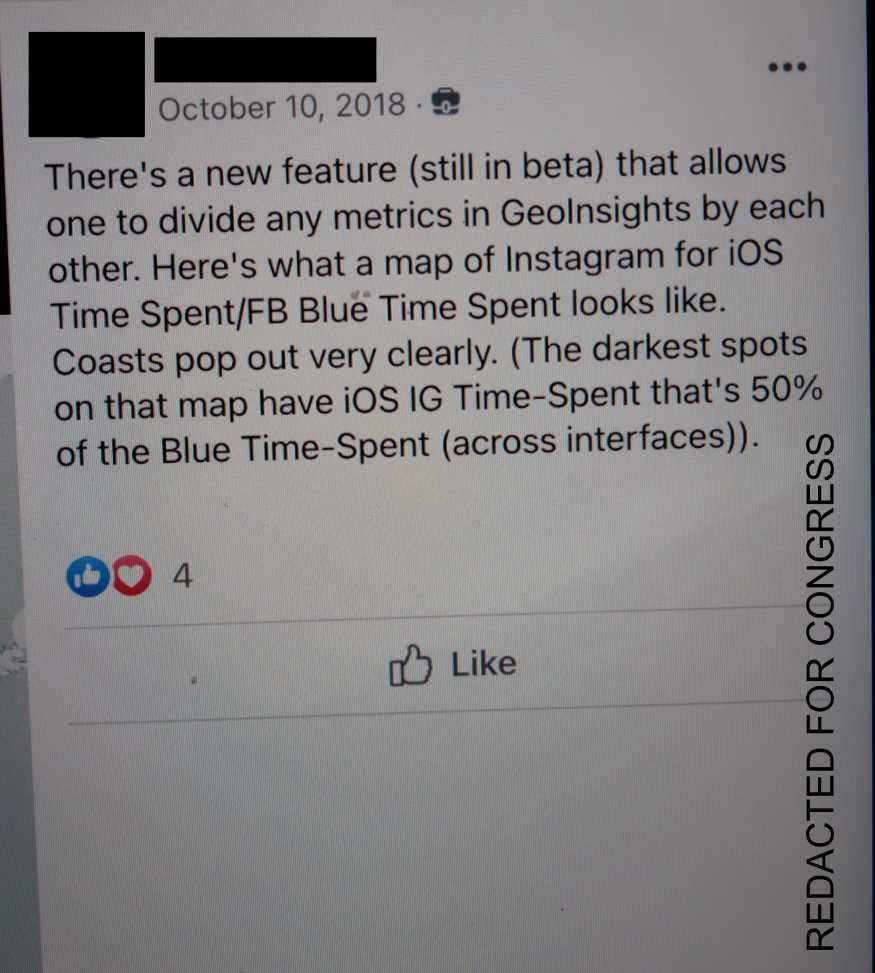 October 10, 2018 ·
There's a new feature (still in beta) that allows
one to divide any metrics in GeoInsights by each
other. Here's what a map of Instagram for iOS
Time Spent/FB Blue Time Spent looks like.
Coasts pop out very clearly. (The darkest spots
on that map have iOS IG Time-Spent that's 50%
of the Blue Time-Spent (across interfaces)).
4
Like
REDACTED FOR CONGRESS